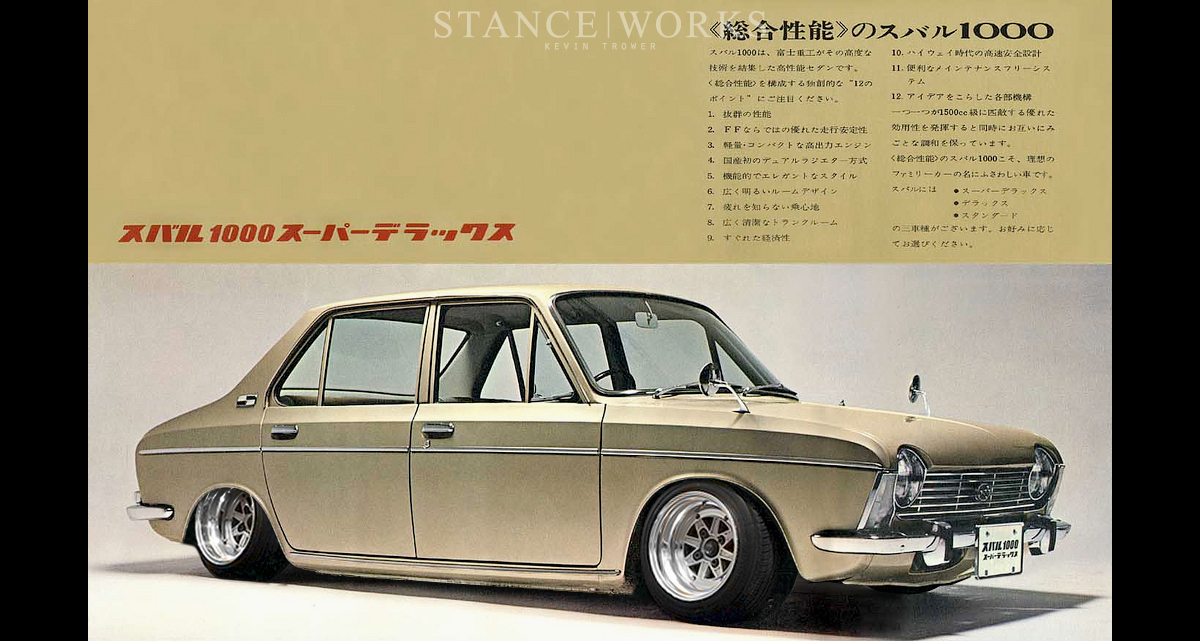 STANCE|WORKS
KEVIN TROWER
《総合性能》のスバル1000
スバル1000は、富士重工がその高度な
技術を結集した高性能セダンです。
〈総合性能〉を構成する独創的な"12の
ポイント"にご注目ください。
1. 抜群の性能
2. FFならではの優れた走行安定性
3. 軽量・コンパクトな高出力エンジン
4. 国産初のデュアルラジエター方式
5. 機能的でエレガントなスタイル
6. 広く明るいルームデザイン
7. 疲れを知らない乗心地
8. 広く清潔なトランクルーム
9. すぐれた経済性
10. ハイウェイ時代の高速安全設計
11. 便利なメインテナンスフリーシス
テム
12. アイデアをこらした各部機構
一つ一つが1500cc級に匹敵する優れた
効用性を発揮すると同時にお互いにみ
ごとな調和を保っています。
〈総合性能〉のスバル1000こそ、理想の
ファミリーカーの名にふさわしい車です。
スバルには ●スーパーデラックス
●デラックス
●スタンダード
の三車種がございます。お好みに応じ
てお選びください。
スバル1000スーパーデラックス
スバル1000
スーパーデラックス